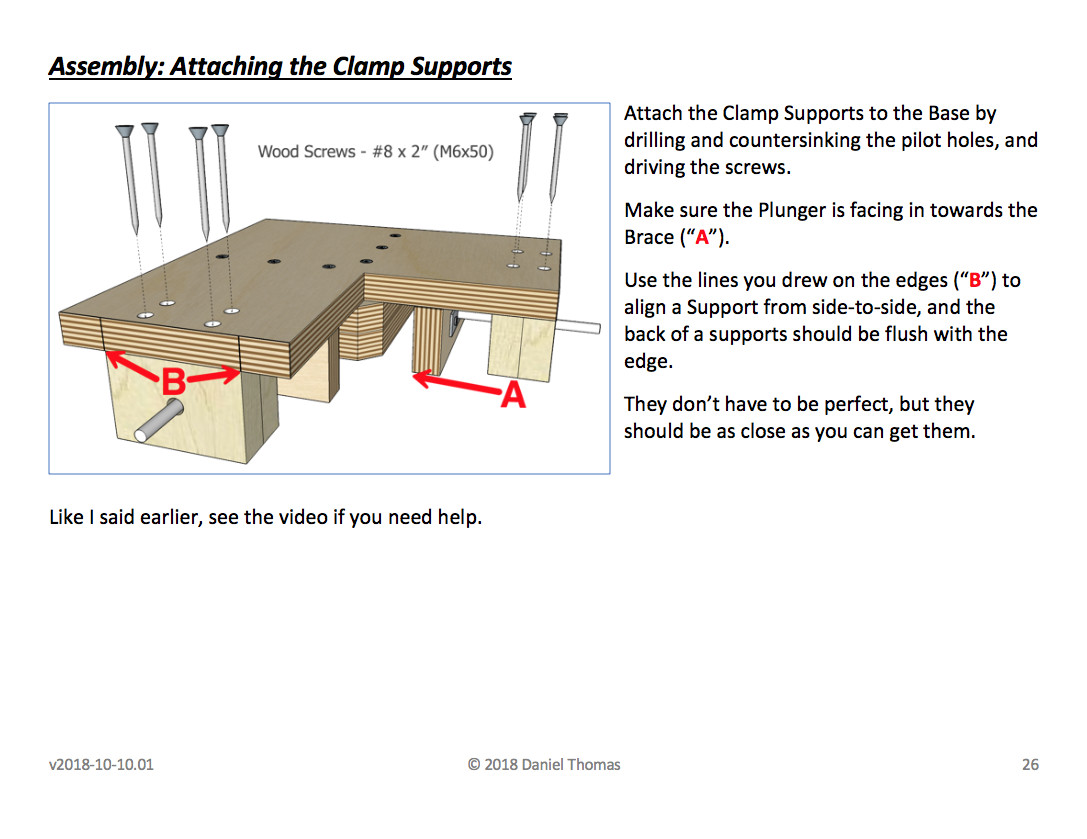 Assembly: Attaching the Clamp Supports
Wood Screws - #8 x 2” (M6x50)
B
A
Attach the Clamp Supports to the Base by
drilling and countersinking the pilot holes, and
driving the screws.
Make sure the Plunger is facing in towards the
Brace (“A”).
Use the lines you drew on the edges (“B”) to
align a Support from side-to-side, and the
back of a supports should be flush with the
edge.
They don’t have to be perfect, but they
should be as close as you can get them.
Like I said earlier, see the video if you need help.
v2018-10-10.01
© 2018 Daniel Thomas
26